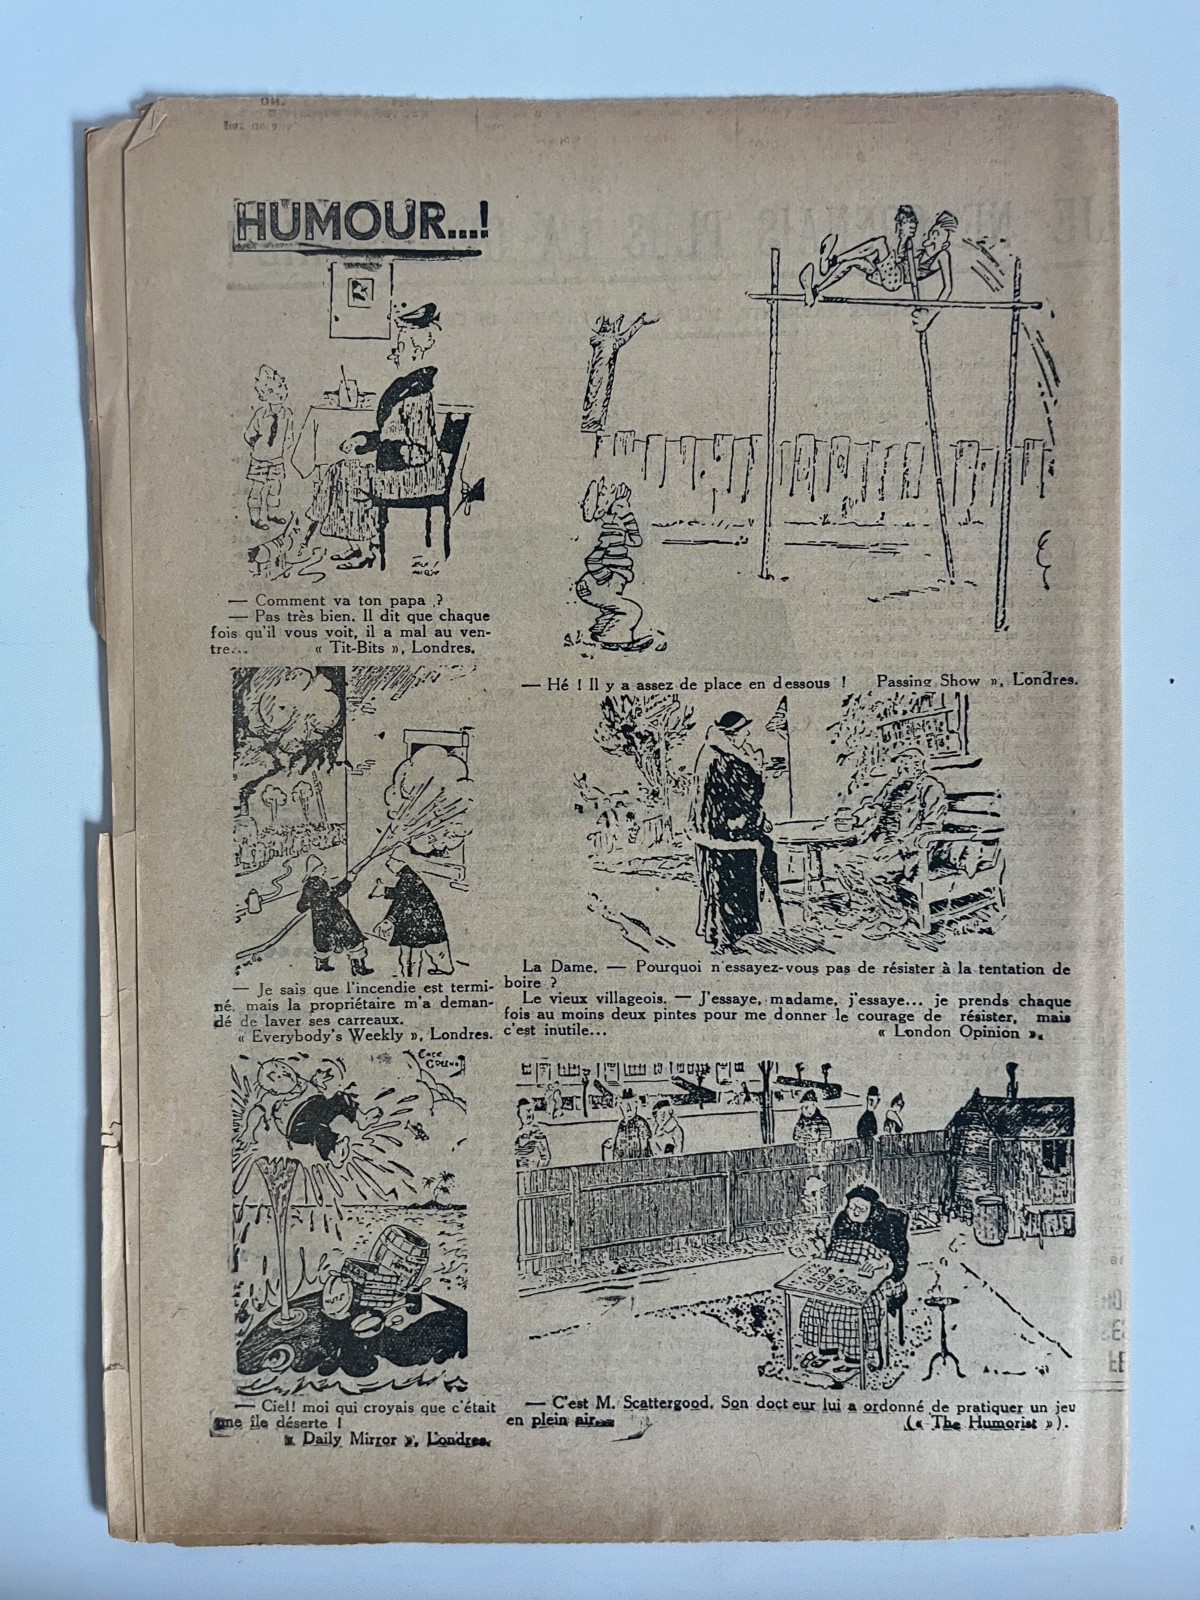 HUMOUR...!
— Comment va ton papa ?
— Pas très bien. Il dit que chaque
fois qu'il vous voit, il a mal au ven-
tre... « Tit-Bits », Londres.
— Hé ! Il y a assez de place en dessous ! Passing Show », Londres.
— Je sais que l'incendie est termi-
né, mais la propriétaire m'a deman-
dé de laver ses carreaux.
« Everybody's Weekly », Londres.
La Dame. — Pourquoi n'essayez-vous pas de résister à la tentation de
boire ?
Le vieux villageois. — J'essaye, madame, j'essaye... je prends chaque
fois au moins deux pintes pour me donner le courage de résister, mais
c'est inutile... « London Opinion ».
NUTS
— Ciel! moi qui croyais que c'était
une île déserte !
« Daily Mirror », Londres.
— C'est M. Scattergood. Son docteur lui a ordonné de pratiquer un jeu
en plein air... (« The Humorist »).